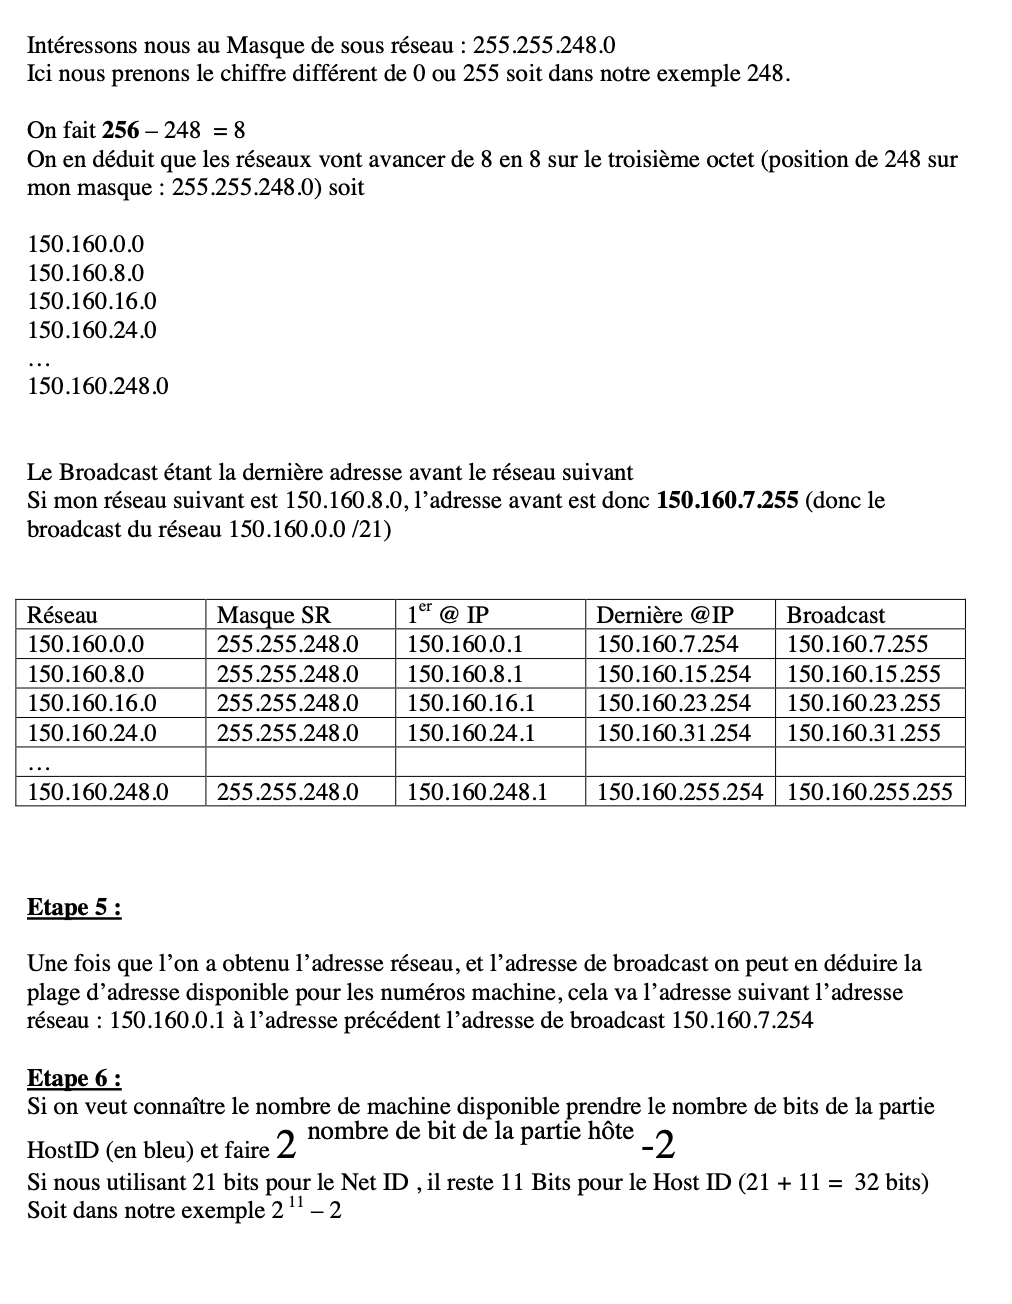 Intéressons nous au Masque de sous réseau : 255.255.248.0
Ici nous prenons le chiffre différent de 0 ou 255 soit dans notre exemple 248.
On fait 256 – 248 = 8
On en déduit que les réseaux vont avancer de 8 en 8 sur le troisième octet (position de 248 sur
mon masque : 255.255.248.0) soit
150.160.0.0
150.160.8.0
150.160.16.0
150.160.24.0
…
150.160.248.0
Le Broadcast étant la dernière adresse avant le réseau suivant
Si mon réseau suivant est 150.160.8.0, l’adresse avant est donc 150.160.7.255 (donc le
broadcast du réseau 150.160.0.0 /21)
Réseau Masque SR 1er @ IP Dernière @IP Broadcast
150.160.0.0 255.255.248.0 150.160.0.1 150.160.7.254 150.160.7.255
150.160.8.0 255.255.248.0 150.160.8.1 150.160.15.254 150.160.15.255
150.160.16.0 255.255.248.0 150.160.16.1 150.160.23.254 150.160.23.255
150.160.24.0 255.255.248.0 150.160.24.1 150.160.31.254 150.160.31.255
…
150.160.248.0 255.255.248.0 150.160.248.1 150.160.255.254 150.160.255.255
Etape 5 :
Une fois que l’on a obtenu l’adresse réseau, et l’adresse de broadcast on peut en déduire la
plage d’adresse disponible pour les numéros machine, cela va l’adresse suivant l’adresse
réseau : 150.160.0.1 à l’adresse précédent l’adresse de broadcast 150.160.7.254
Etape 6 :
Si on veut connaître le nombre de machine disponible prendre le nombre de bits de la partie
HostID (en bleu) et faire 2 nombre de bit de la partie hôte -2
Si nous utilisant 21 bits pour le Net ID , il reste 11 Bits pour le Host ID (21 + 11 = 32 bits)
Soit dans notre exemple 2 11 – 2